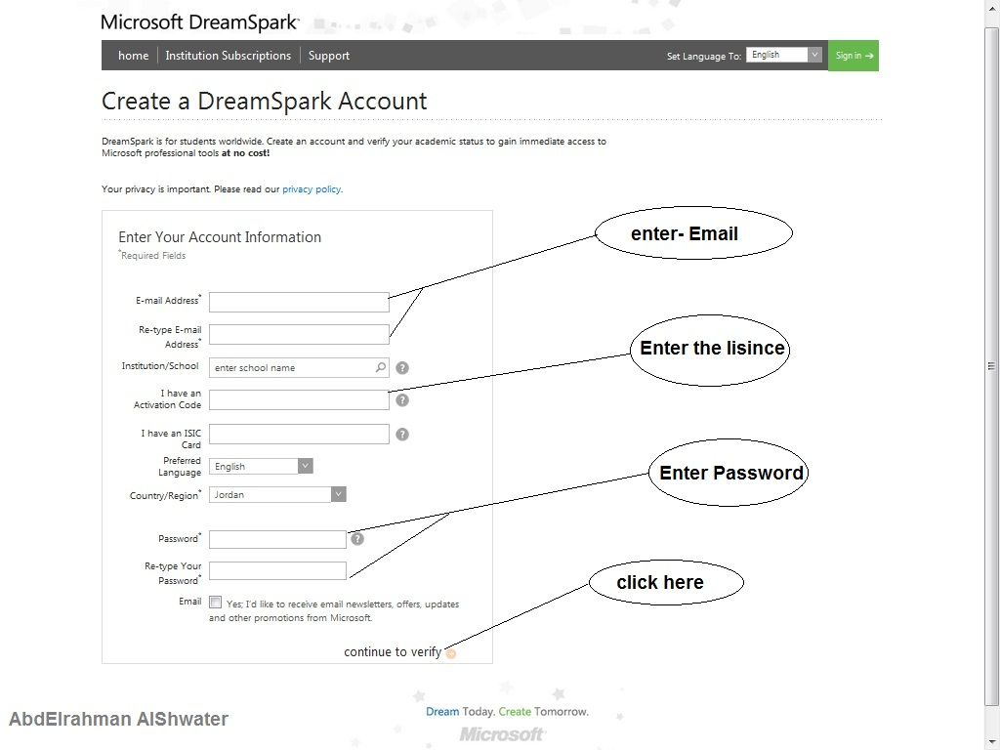 Microsoft DreamSpark
home Institution Subscriptions Support Set Language To: English Sign in →
Create a DreamSpark Account
DreamSpark is for students worldwide. Create an account and verify your academic status to gain immediate access to
Microsoft professional tools at no cost!
Your privacy is important. Please read our privacy policy.
Enter Your Account Information
*Required Fields
enter- Email
E-mail Address*
Re-type E-mail
Address*
Institution/School enter school name ?
Enter the lisince
I have an
Activation Code ?
I have an ISIC
Card ?
Preferred
Language English
Country/Region* Jordan
Enter Password
Password* ?
Re-type Your
Password*
Email Yes; I'd like to receive email newsletters, offers, updates
and other promotions from Microsoft.
click here
continue to verify
Dream Today. Create Tomorrow.
Microsoft
AbdElrahman AlShwater